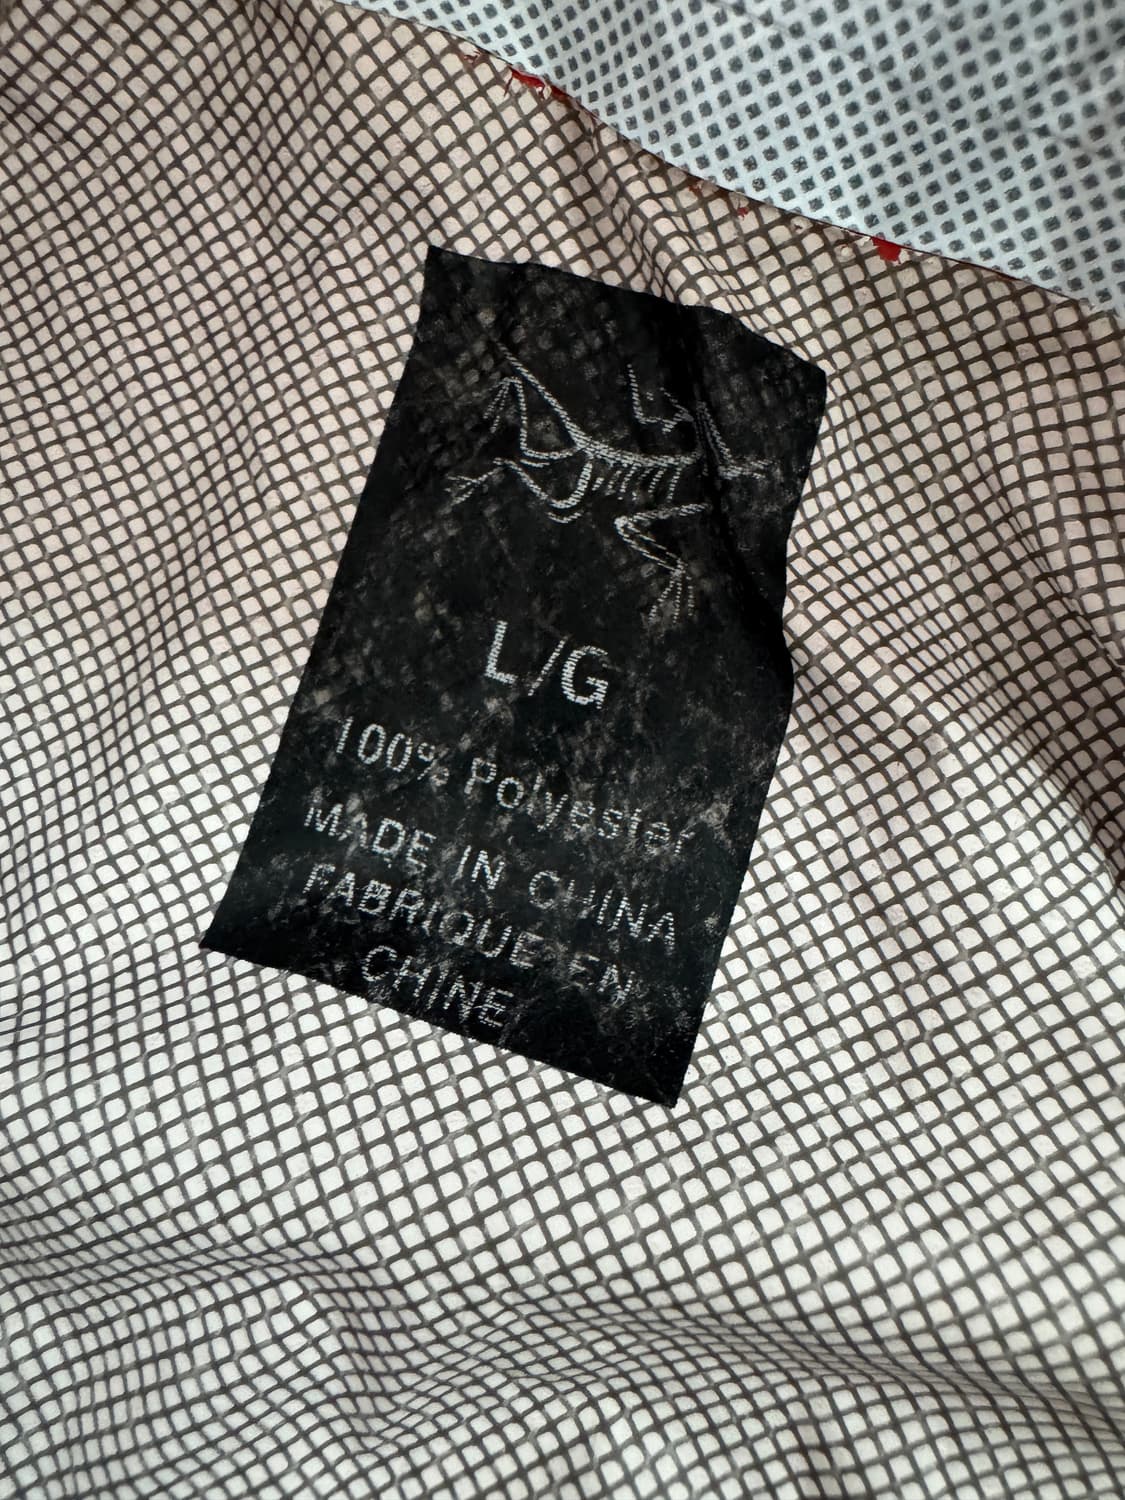 L/G
100% Polyester
MADE IN CHINA
FABRIQUE EN
CHINE